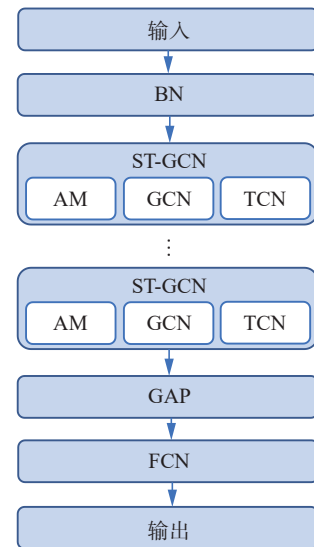 输入
BN
ST-GCN
AM GCN TCN
⋮
ST-GCN
AM GCN TCN
GAP
FCN
输出